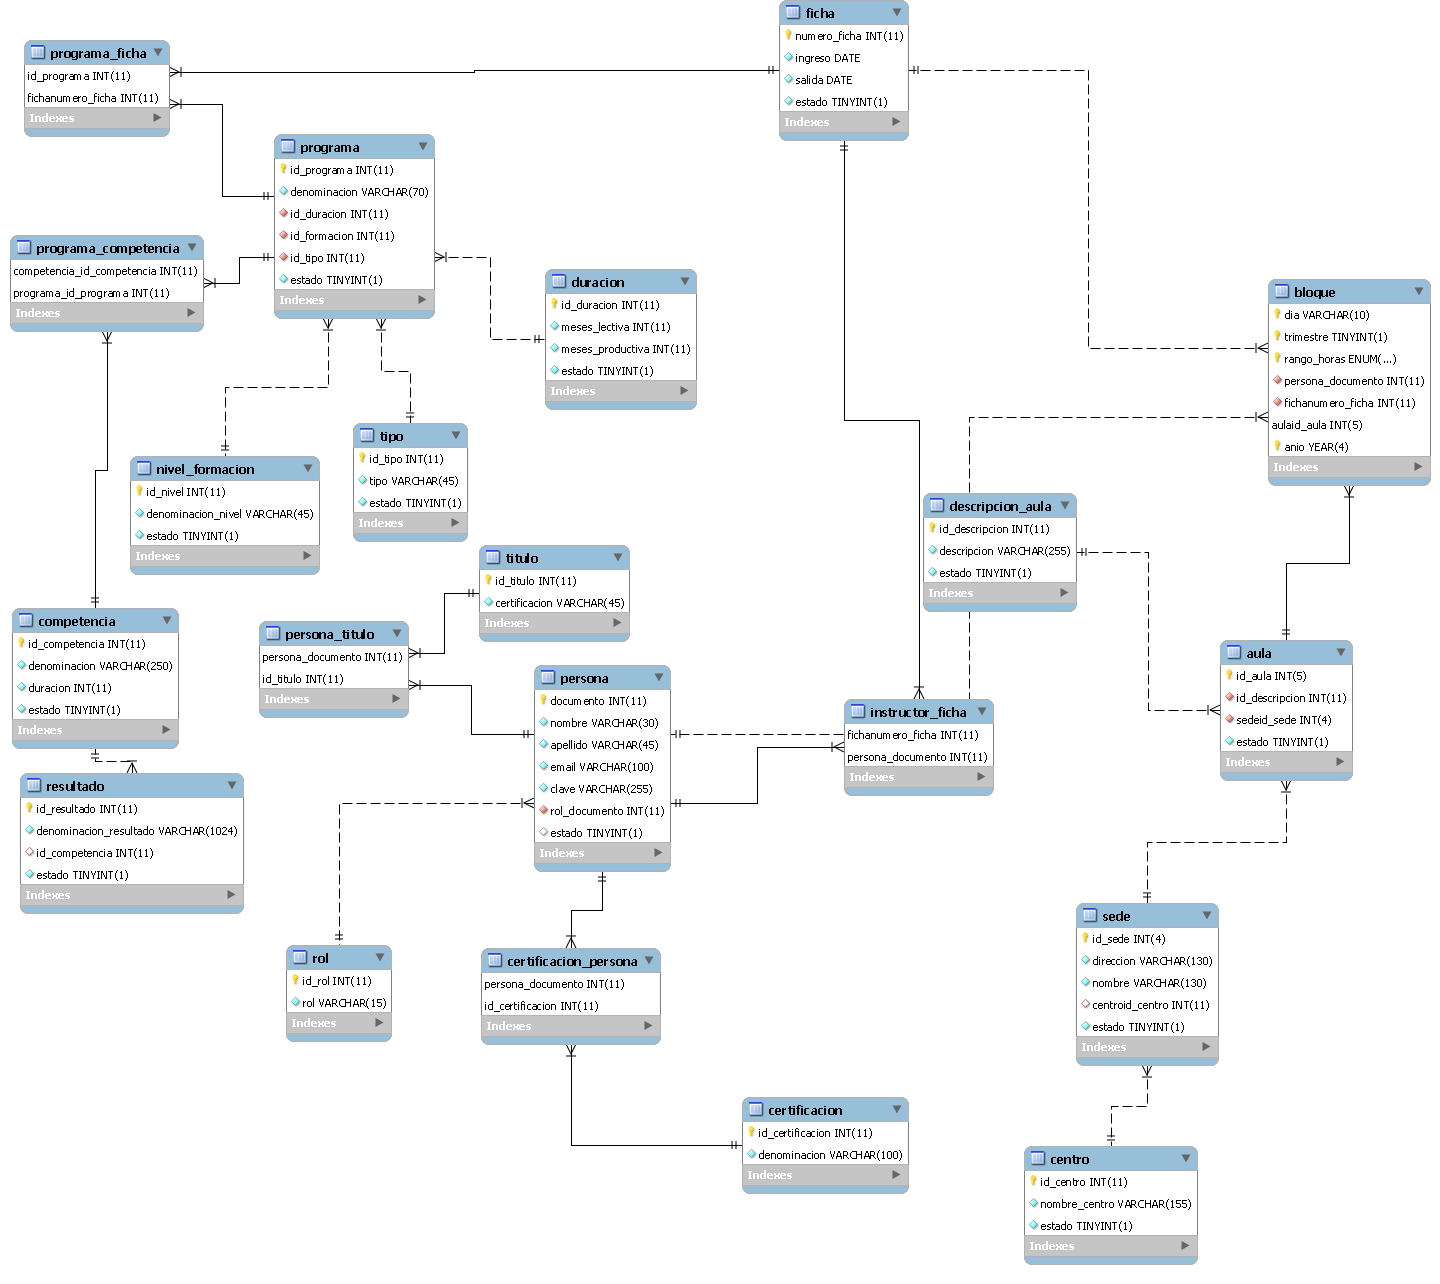 ficha
numero_ficha INT(11)
ingreso DATE
salida DATE
estado TINYINT(1)
Indexes
programa_ficha
id_programa INT(11)
fichanumero_ficha INT(11)
Indexes
programa
id_programa INT(11)
denominacion VARCHAR(70)
id_duracion INT(11)
id_formacion INT(11)
id_tipo INT(11)
estado TINYINT(1)
Indexes
programa_competencia
competencia_id_competencia INT(11)
programa_id_programa INT(11)
Indexes
duracion
id_duracion INT(11)
meses_lectiva INT(11)
meses_productiva INT(11)
estado TINYINT(1)
Indexes
bloque
dia VARCHAR(10)
trimestre TINYINT(1)
rango_horas ENUM(...)
persona_documento INT(11)
fichanumero_ficha INT(11)
aulaid_aula INT(5)
anio YEAR(4)
Indexes
tipo
id_tipo INT(11)
tipo VARCHAR(45)
estado TINYINT(1)
Indexes
nivel_formacion
id_nivel INT(11)
denominacion_nivel VARCHAR(45)
estado TINYINT(1)
Indexes
descripcion_aula
id_descripcion INT(11)
descripcion VARCHAR(255)
estado TINYINT(1)
Indexes
titulo
id_titulo INT(11)
certificacion VARCHAR(45)
Indexes
competencia
id_competencia INT(11)
denominacion VARCHAR(250)
duracion INT(11)
estado TINYINT(1)
Indexes
persona_titulo
persona_documento INT(11)
id_titulo INT(11)
Indexes
aula
id_aula INT(5)
id_descripcion INT(11)
sedeid_sede INT(4)
estado TINYINT(1)
Indexes
persona
documento INT(11)
nombre VARCHAR(30)
apellido VARCHAR(45)
email VARCHAR(100)
clave VARCHAR(255)
rol_documento INT(11)
estado TINYINT(1)
Indexes
instructor_ficha
fichanumero_ficha INT(11)
persona_documento INT(11)
Indexes
resultado
id_resultado INT(11)
denominacion_resultado VARCHAR(1024)
id_competencia INT(11)
estado TINYINT(1)
Indexes
sede
id_sede INT(4)
direccion VARCHAR(130)
nombre VARCHAR(130)
centroid_centro INT(11)
estado TINYINT(1)
Indexes
rol
id_rol INT(11)
rol VARCHAR(15)
Indexes
certificacion_persona
persona_documento INT(11)
id_certificacion INT(11)
Indexes
certificacion
id_certificacion INT(11)
denominacion VARCHAR(100)
Indexes
centro
id_centro INT(11)
nombre_centro VARCHAR(155)
estado TINYINT(1)
Indexes